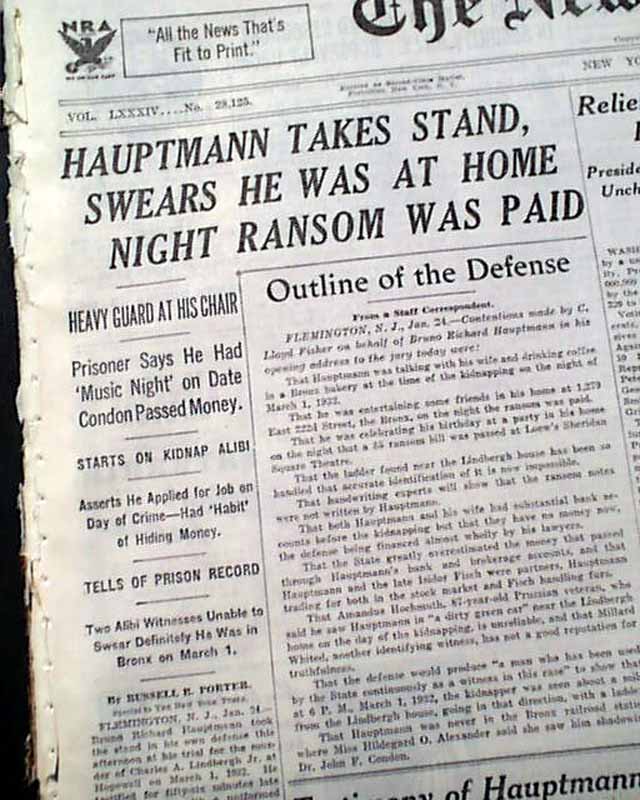 NRA
"All the News That's
Fit to Print."
The New
VOL. LXXXIV....No. 28,125.
NEW YO
HAUPTMANN TAKES STAND,
SWEARS HE WAS AT HOME
NIGHT RANSOM WAS PAID
HEAVY GUARD AT HIS CHAIR
Prisoner Says He Had
'Music Night' on Date
Condon Passed Money.
STARTS ON KIDNAP ALIBI
Asserts He Applied for Job on
Day of Crime—Had 'Habit'
of Hiding Money.
TELLS OF PRISON RECORD
Two Alibi Witnesses Unable to
Swear Definitely He Was in
Bronx on March 1.
By RUSSELL B. PORTER.
Special to The New York Times.
FLEMINGTON, N. J., Jan. 24.—
Bruno Richard Hauptmann took
the stand in his own defense this
afternoon at his trial for the mur-
der of Charles A. Lindbergh Jr. at
Hopewell on March 1, 1932. He
testified for fifty-six minutes late
Outline of the Defense
From a Staff Correspondent.
FLEMINGTON, N. J., Jan. 24.—Contentions made by C.
Lloyd Fisher on behalf of Bruno Richard Hauptmann in his
opening address to the jury today were:
That Hauptmann was talking with his wife and drinking coffee
in a Bronx bakery at the time of the kidnapping on the night of
March 1, 1932.
That he was entertaining some friends in his home at 1,279
East 222d Street, the Bronx, on the night the ransom was paid.
That he was celebrating his birthday at a party in his home
on the night that a $5 ransom bill was passed at Loew's Sheridan
Square Theatre.
That the ladder found near the Lindbergh house has been so
handled that accurate identification of it is now impossible.
That handwriting experts will show that the ransom notes
were not written by Hauptmann.
That both Hauptmann and his wife had substantial bank ac-
counts before the kidnapping but that they have no money now,
the defense being financed almost wholly by his lawyers.
That the State greatly overestimated the money that passed
through Hauptmann's bank and brokerage accounts, and that
Hauptmann and the late Isidor Fisch were partners, Hauptmann
trading for both in the stock market and Fisch handling furs.
That Amandus Hochmuth, 87-year-old Prussian veteran, who
said he saw Hauptmann in "a dirty green car" near the Lindbergh
home on the day of the kidnapping, is unreliable, and that Millard
Whited, another identifying witness, has not a good reputation for
truthfulness.
That the defense would produce "a man who has been used
by the State continuously as a witness in this case" to show that
at 6 P. M., March 1, 1932, the kidnapper was seen about a mile
from the Lindbergh house, going in that direction, with a ladder
That Hauptmann was never in the Bronx railroad station
where Miss Hildegard O. Alexander said she saw him shadow
Dr. John F. Condon.
of Hauptmann
Relie
Preside
Unch